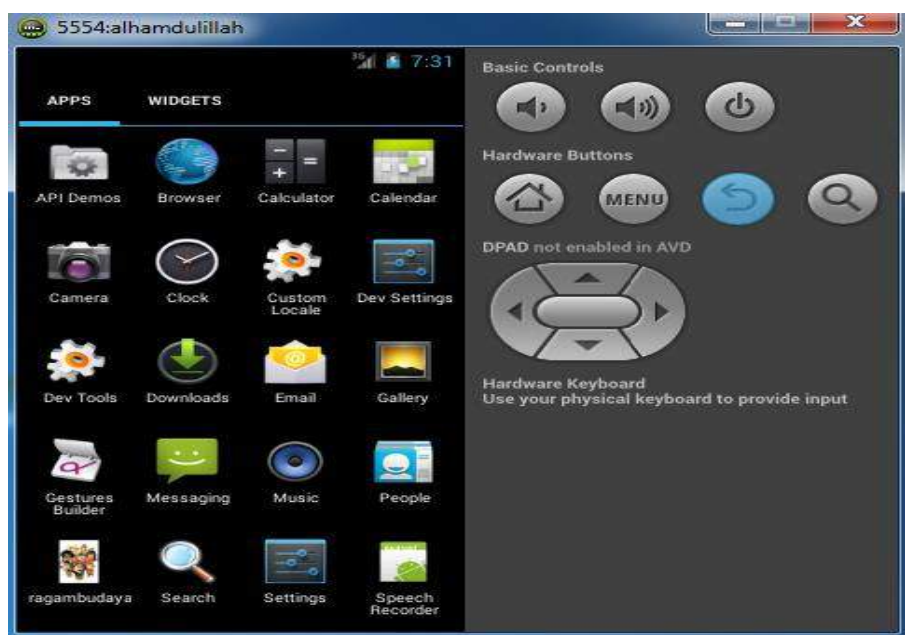 5554:alhamdulillah
3G 7:31
APPS WIDGETS
API Demos Browser Calculator Calendar
Camera Clock Custom Locale Dev Settings
Dev Tools Downloads Email Gallery
Gestures Builder Messaging Music People
ragambudaya Search Settings Speech Recorder
Basic Controls
Hardware Buttons
MENU
DPAD not enabled in AVD
Hardware Keyboard
Use your physical keyboard to provide input